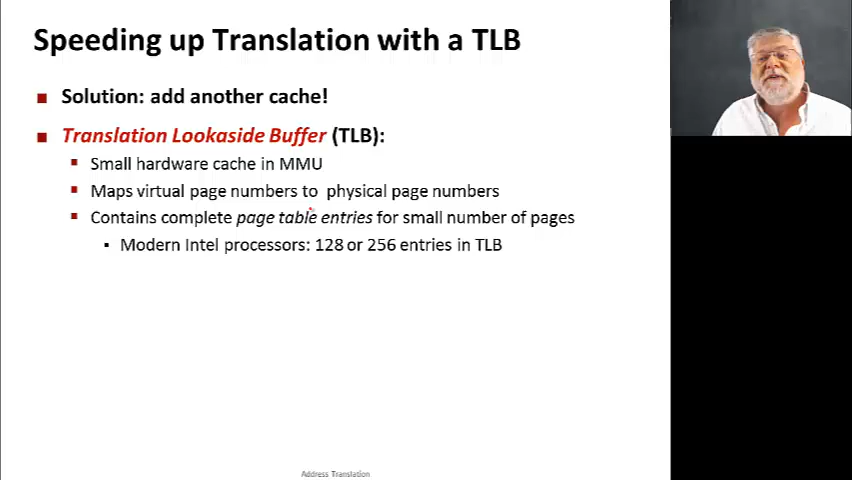 Speeding up Translation with a TLB
Solution: add another cache!
Translation Lookaside Buffer (TLB):
Small hardware cache in MMU
Maps virtual page numbers to physical page numbers
Contains complete page table entries for small number of pages
Modern Intel processors: 128 or 256 entries in TLB
Address Translation